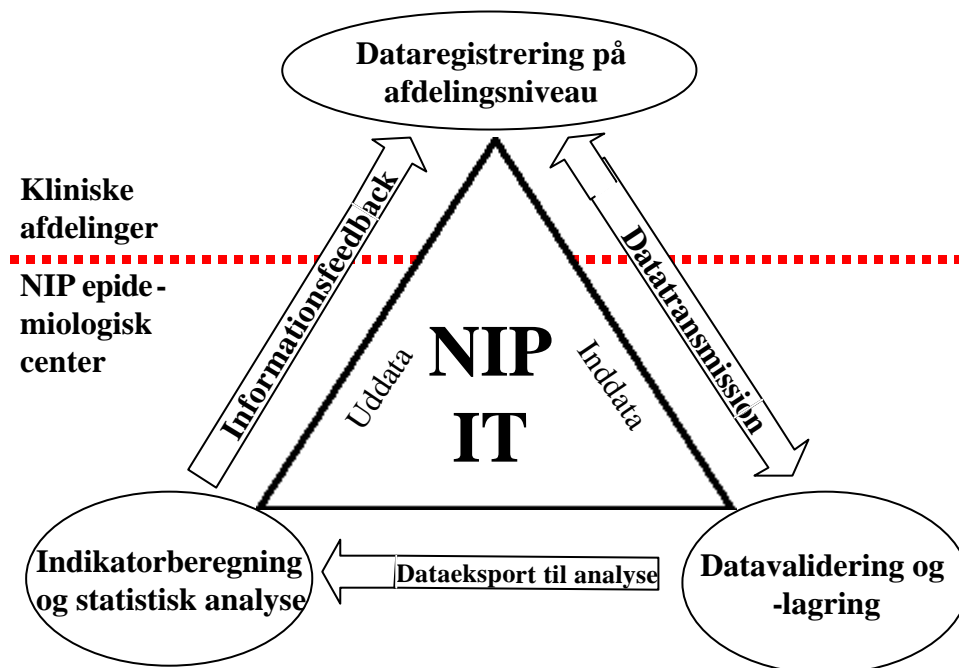 Dataregistrering på
afdelingsniveau
Kliniske
afdelinger
NIP epide-
miologisk
center
Informationsfeedback
Datatransmission
Uddata
Inddata
NIP
IT
Indikatorberegning
og statistisk analyse
Dataeksport til analyse
Datavalidering og
-lagring